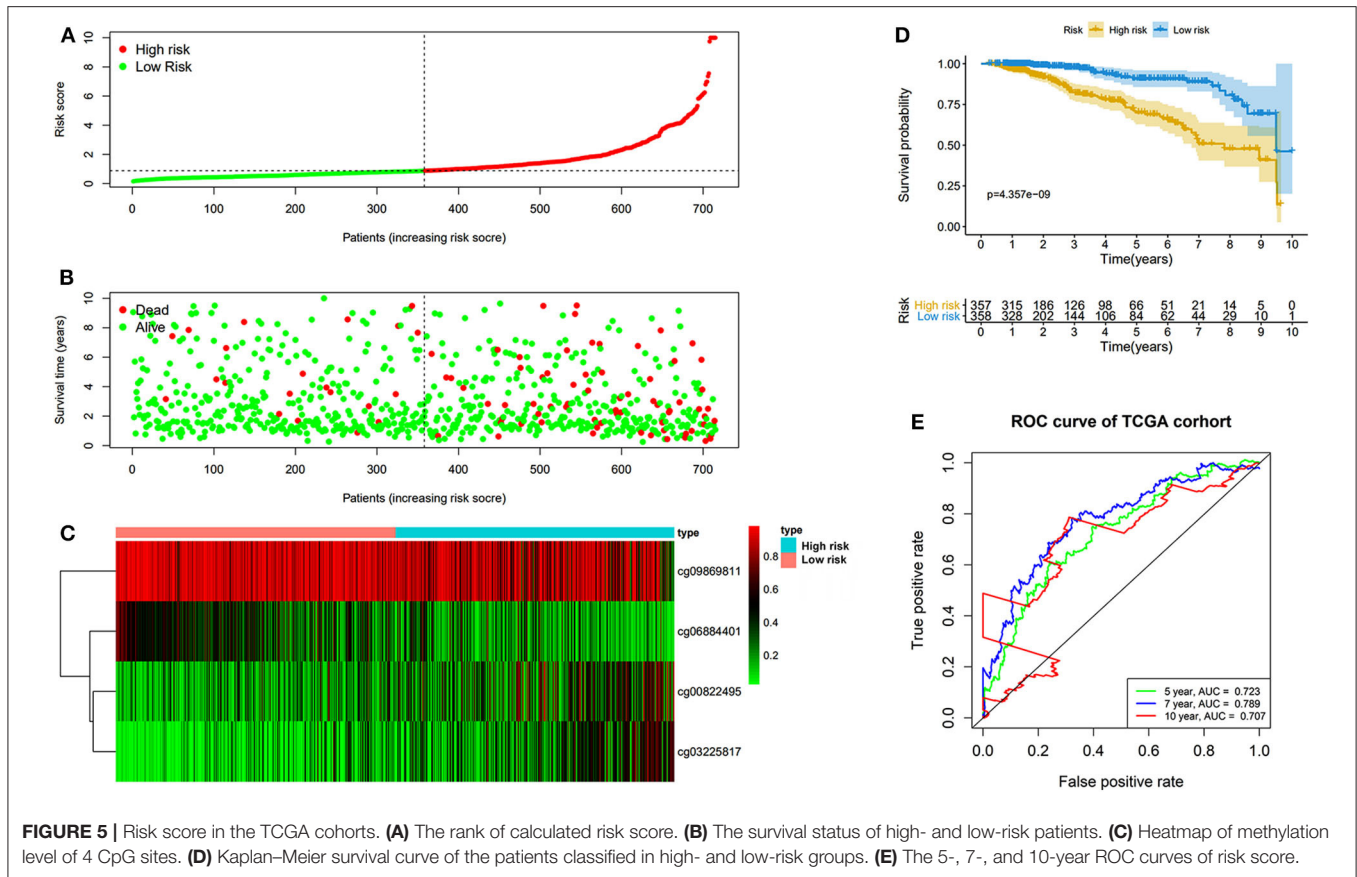 A
High risk
Low Risk
Risk score
0 2 4 6 8 10
0 100 200 300 400 500 600 700
Patients (increasing risk socre)
B
Dead
Alive
Survival time (years)
0 2 4 6 8 10
0 100 200 300 400 500 600 700
Patients (increasing risk socre)
C
type
cg09869811
cg06884401
cg00822495
cg03225817
0.8
0.6
0.4
0.2
type
High risk
Low risk
D
Risk High risk Low risk
Survival probability
1.00
0.75
0.50
0.25
0.00
p=4.357e−09
0 1 2 3 4 5 6 7 8 9 10
Time(years)
Risk
High risk 357 315 186 126 98 66 51 21 14 5 0
Low risk 358 328 202 144 106 84 62 44 29 10 1
0 1 2 3 4 5 6 7 8 9 10
Time(years)
E
ROC curve of TCGA corhort
True positive rate
0.0 0.2 0.4 0.6 0.8 1.0
5 year, AUC = 0.723
7 year, AUC = 0.789
10 year, AUC = 0.707
0.0 0.2 0.4 0.6 0.8 1.0
False positive rate
FIGURE 5 | Risk score in the TCGA cohorts. (A) The rank of calculated risk score. (B) The survival status of high- and low-risk patients. (C) Heatmap of methylation
level of 4 CpG sites. (D) Kaplan–Meier survival curve of the patients classified in high- and low-risk groups. (E) The 5-, 7-, and 10-year ROC curves of risk score.